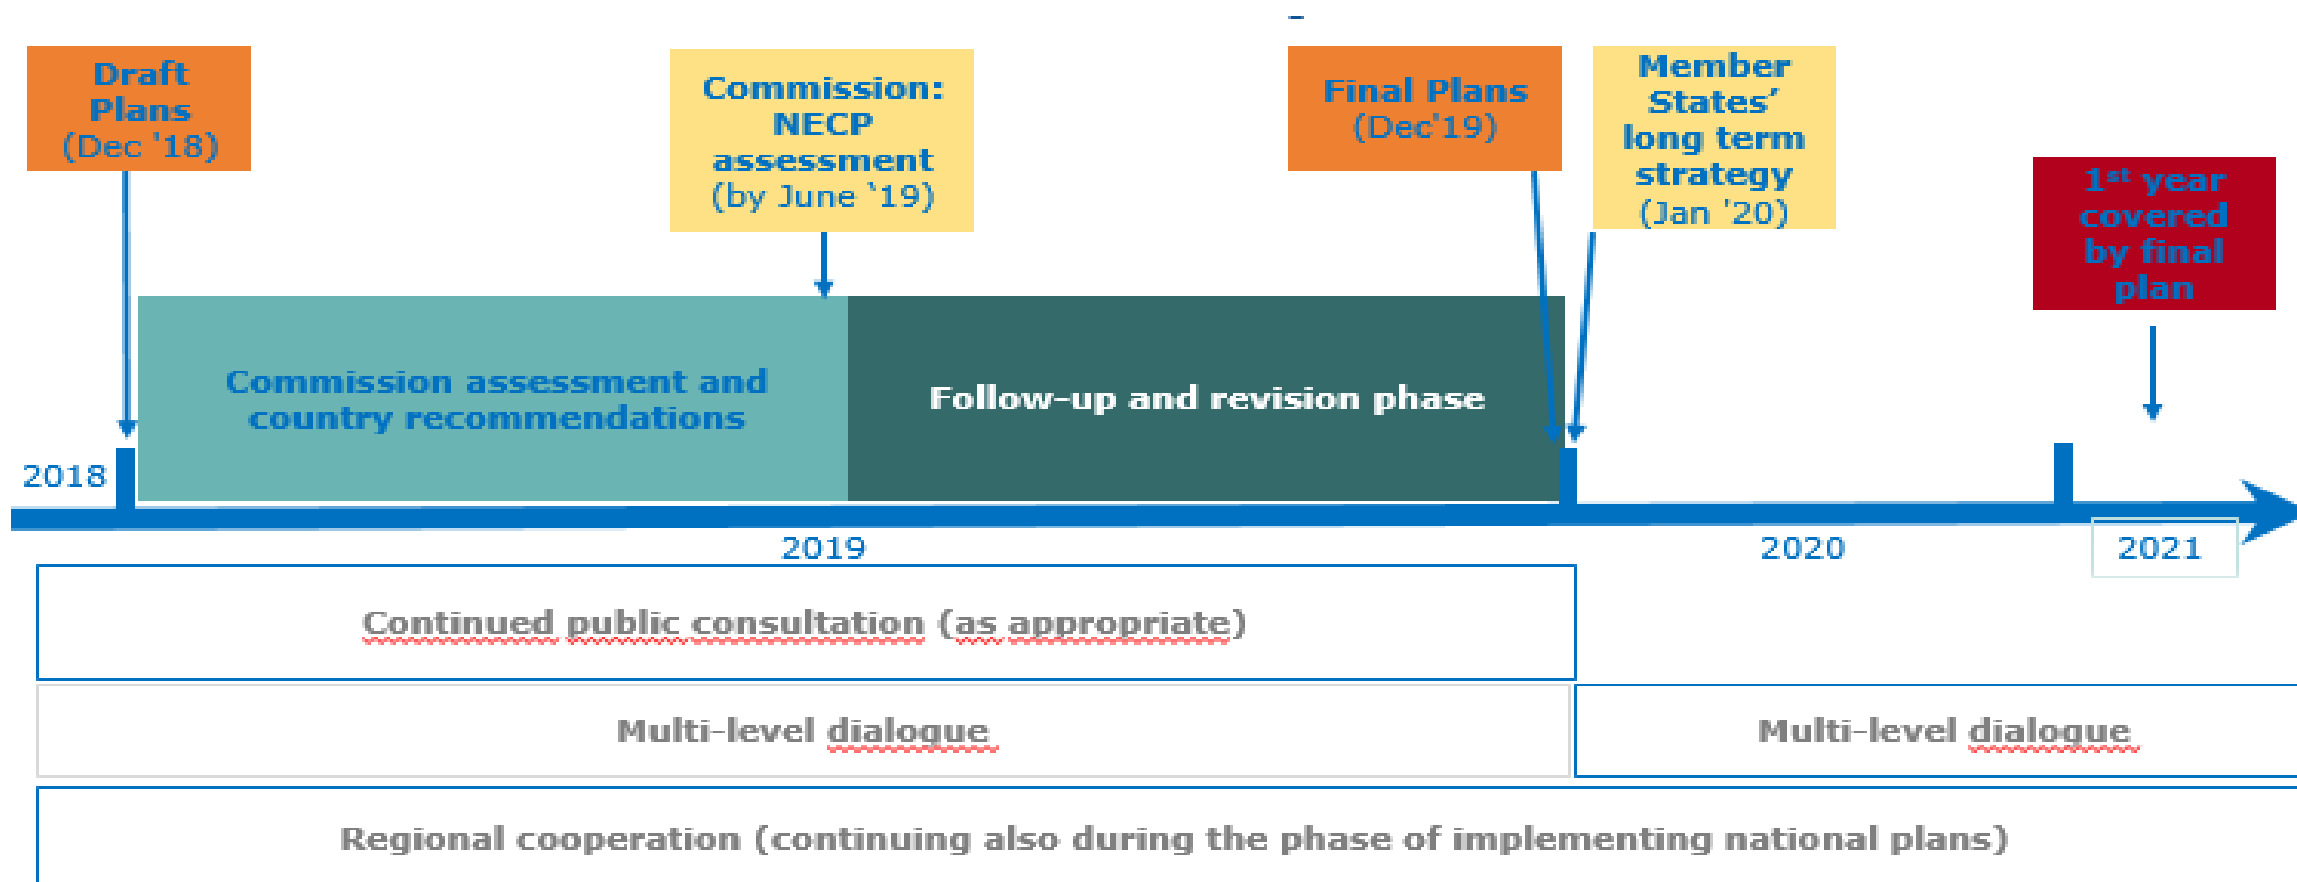 Draft
Plans
(Dec '18)
Commission:
NECP
assessment
(by June ‘19)
Final Plans
(Dec'19)
Member
States’
long term
strategy
(Jan '20)
1st year
covered
by final
plan
Commission assessment and
country recommendations
Follow-up and revision phase
2018
2019
2020
2021
Continued public consultation (as appropriate)
Multi-level dialogue
Multi-level dialogue
Regional cooperation (continuing also during the phase of implementing national plans)